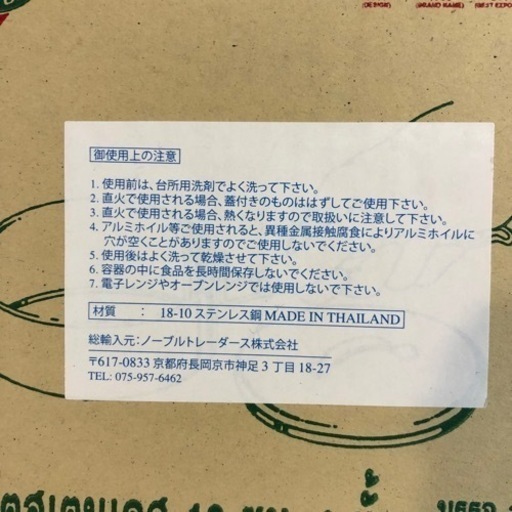 (DESIGN)
(BRAND NAME)
(BEST EXPO
御使用上の注意
1. 使用前は、台所用洗剤でよく洗って下さい。
2. 直火で使用される場合、蓋付きのものははずしてご使用下さい。
3. 直火で使用される場合、熱くなりますので取扱いに注意して下さい。
4. アルミホイル等ご使用されると、異種金属接触腐食によりアルミホイルに
穴が空くことがありますのでご使用しないでください。
5. 使用後はよく洗って乾燥させて下さい。
6. 容器の中に食品を長時間保存しないでください。
7. 電子レンジやオーブンレンジでは使用しないで下さい。
材質 : 18-10 ステンレス鋼 MADE IN THAILAND
総輸入元：ノーブルトレーダース株式会社
〒617-0833 京都府長岡京市神足 3 丁目 18-27
TEL: 075-957-6462